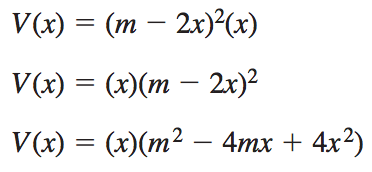 V(x) = (m − 2x)²(x)
V(x) = (x)(m − 2x)²
V(x) = (x)(m² − 4mx + 4x²)